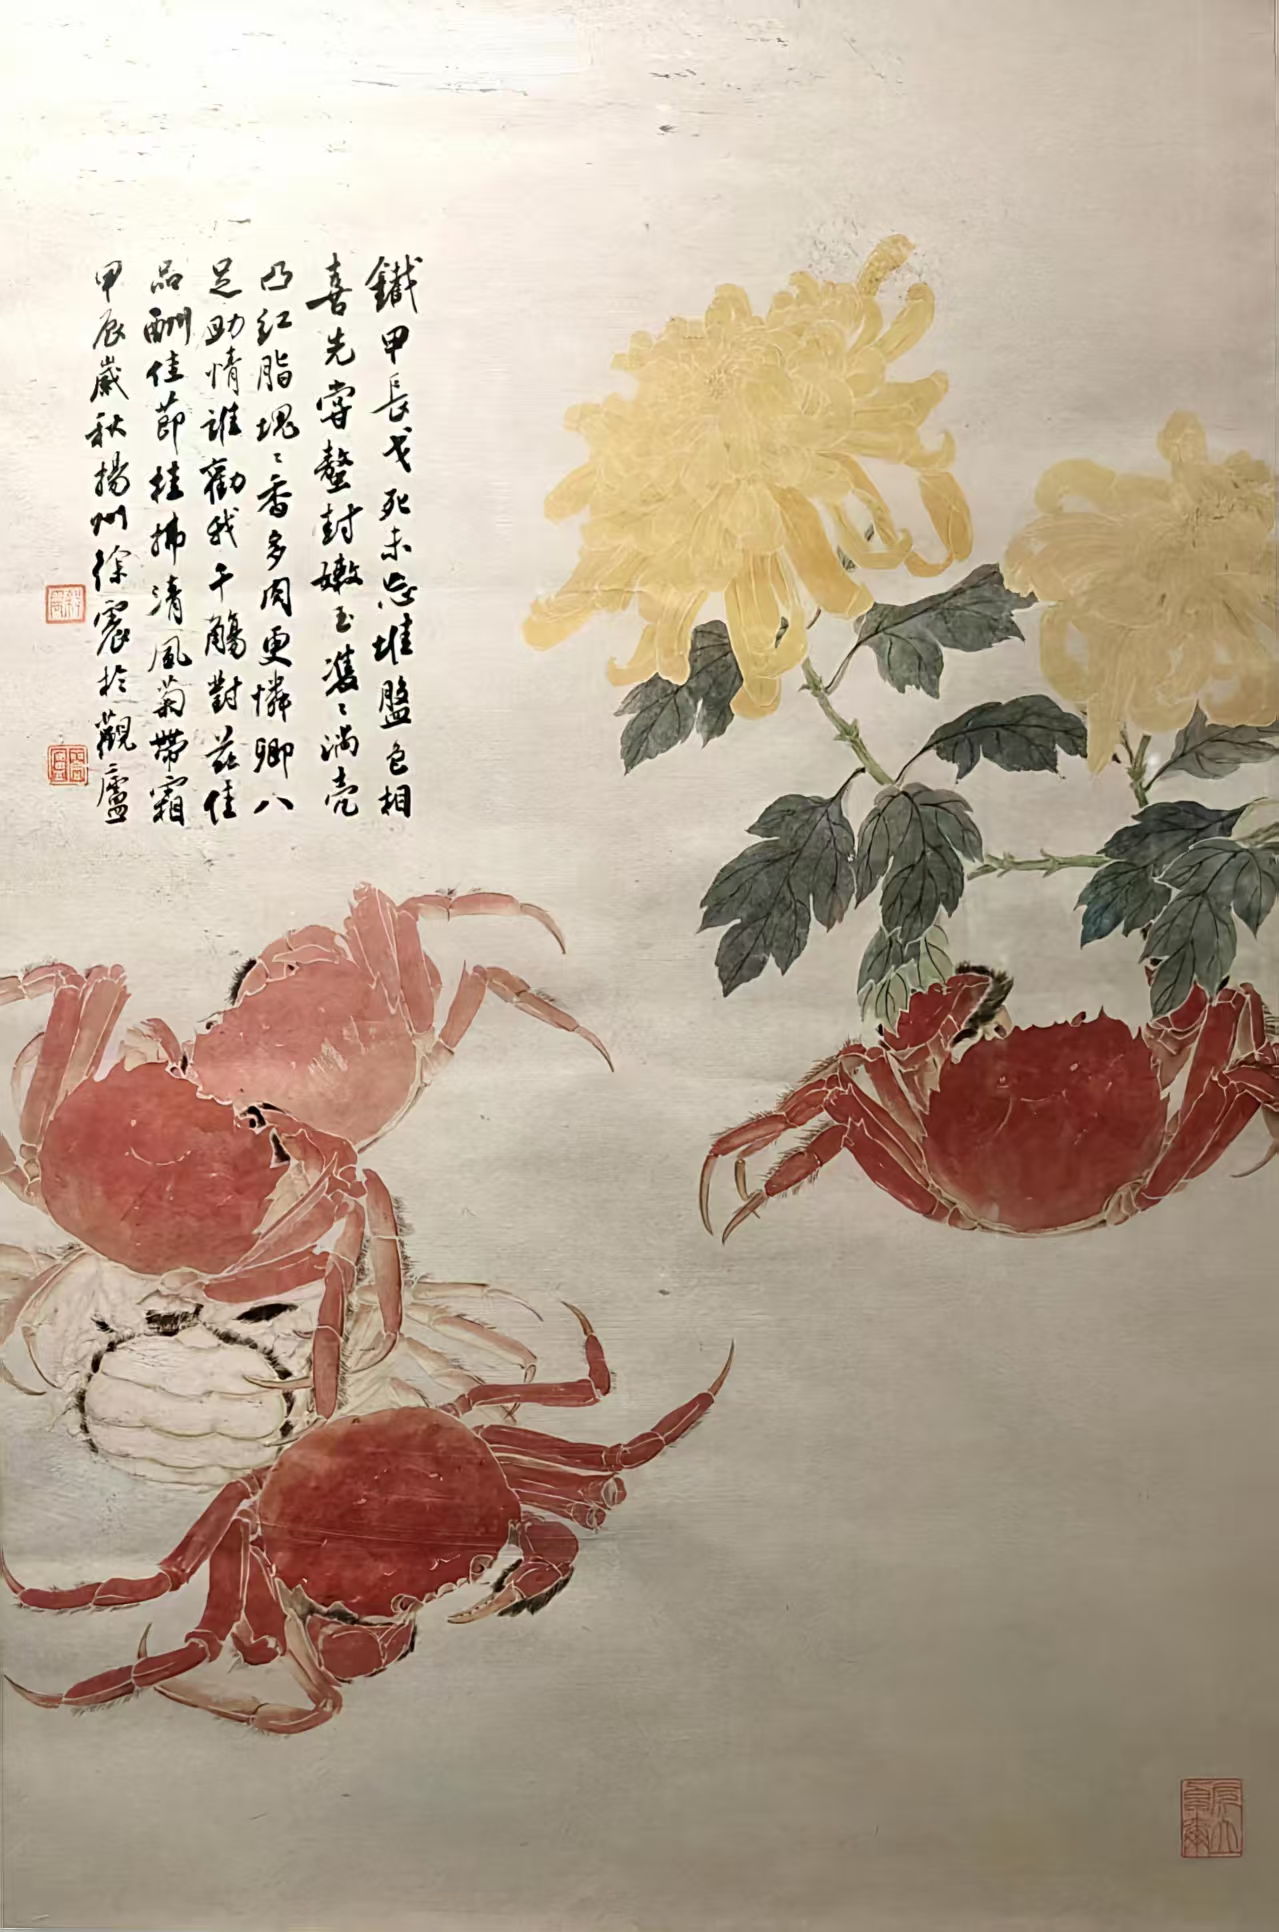 鐵甲長戈死未忘堆盤色相
喜先嘗螯封嫩玉雙〻滿壳
凸紅脂塊〻香多肉更憐卿八
足助情誰勸我千觴對茲佳
品酬佳節桂拂清風菊帶霜
甲辰歲秋揚州徐震於觀廬